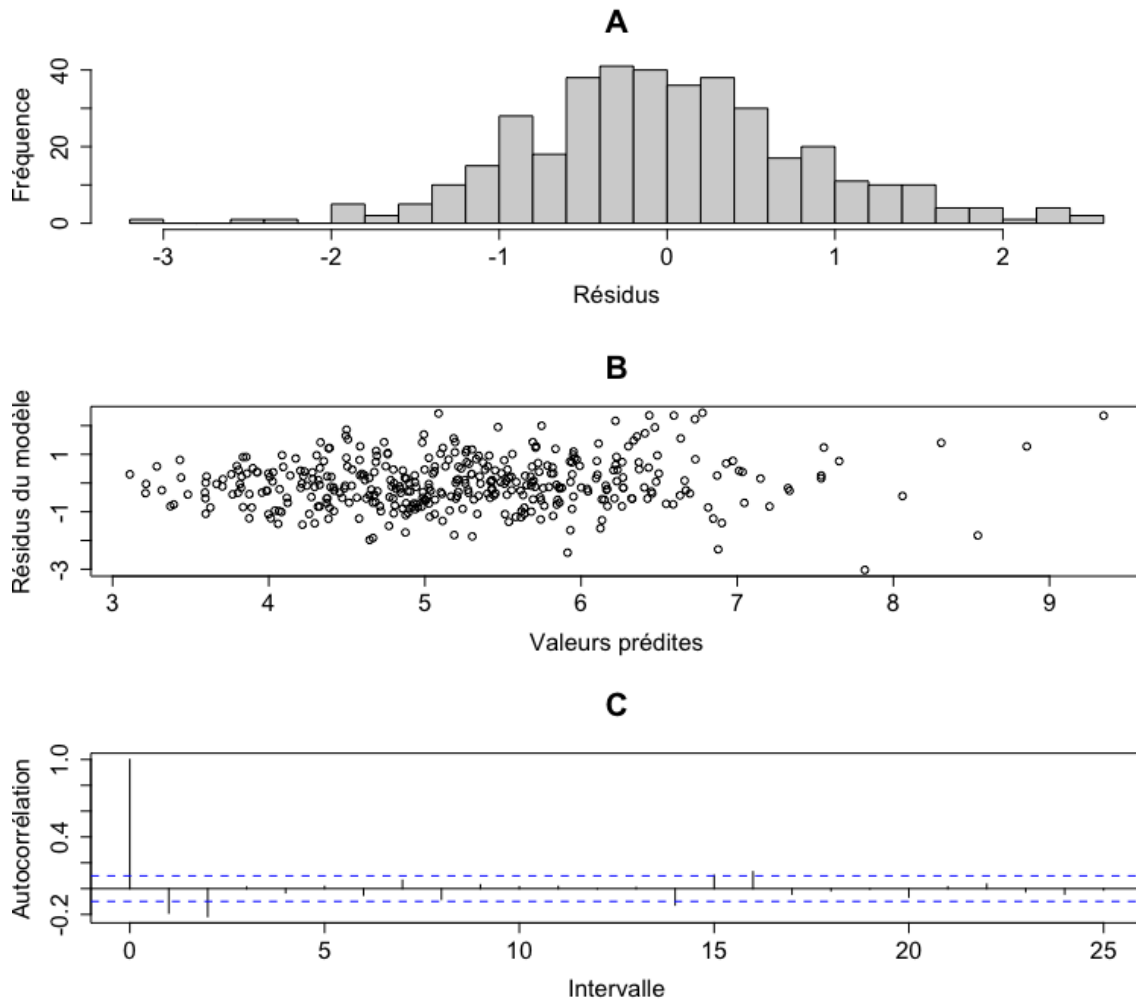 A
Fréquence
40
20
0
-3 -2 -1 0 1 2
Résidus
B
Résidus du modèle
1
-1
-3
3 4 5 6 7 8 9
Valeurs prédites
C
Autocorrélation
1.0
0.4
-0.2
0 5 10 15 20 25
Intervalle